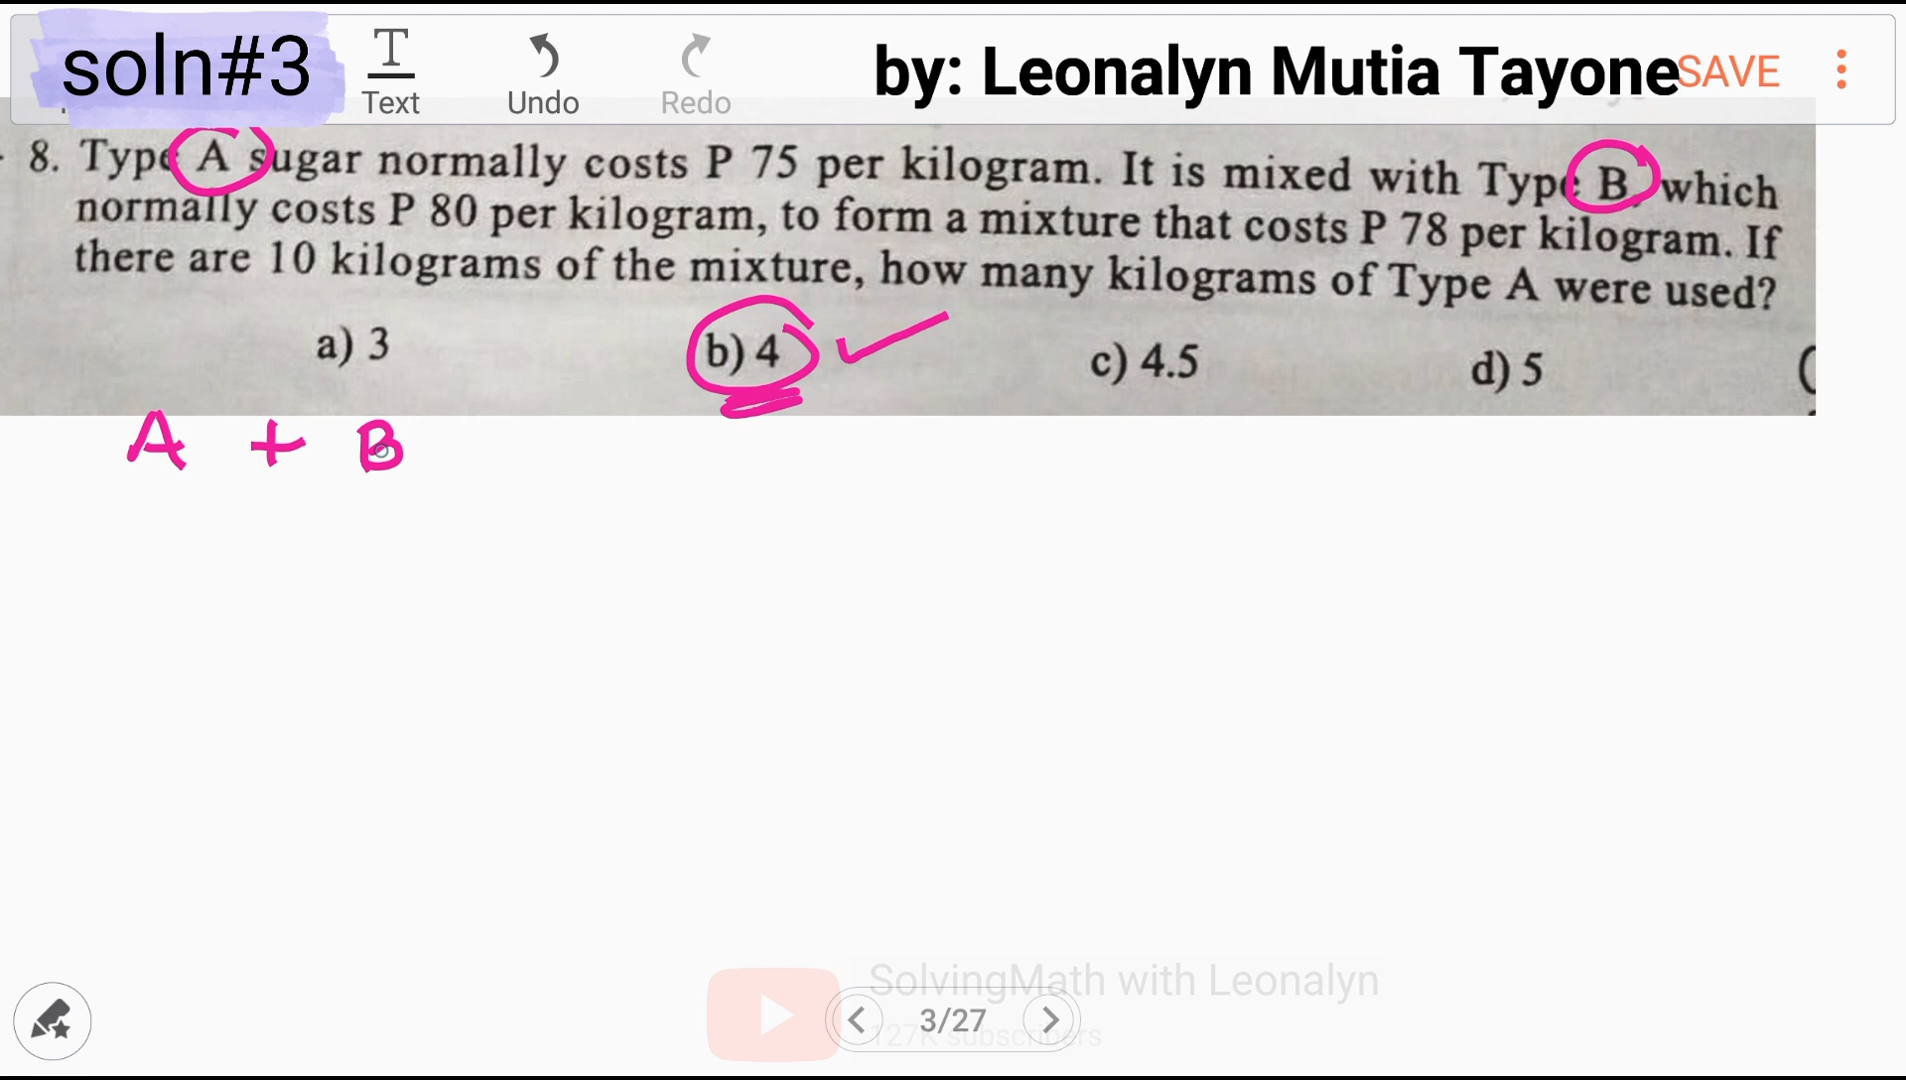 soln#3
Text
Undo
Redo
by: Leonalyn Mutia Tayone
SAVE
8. Type A sugar normally costs P 75 per kilogram. It is mixed with Type B, which
normally costs P 80 per kilogram, to form a mixture that costs P 78 per kilogram. If
there are 10 kilograms of the mixture, how many kilograms of Type A were used?
a) 3
b) 4
c) 4.5
d) 5
A + B
SolvingMath with Leonalyn
3/27
127K subscribers